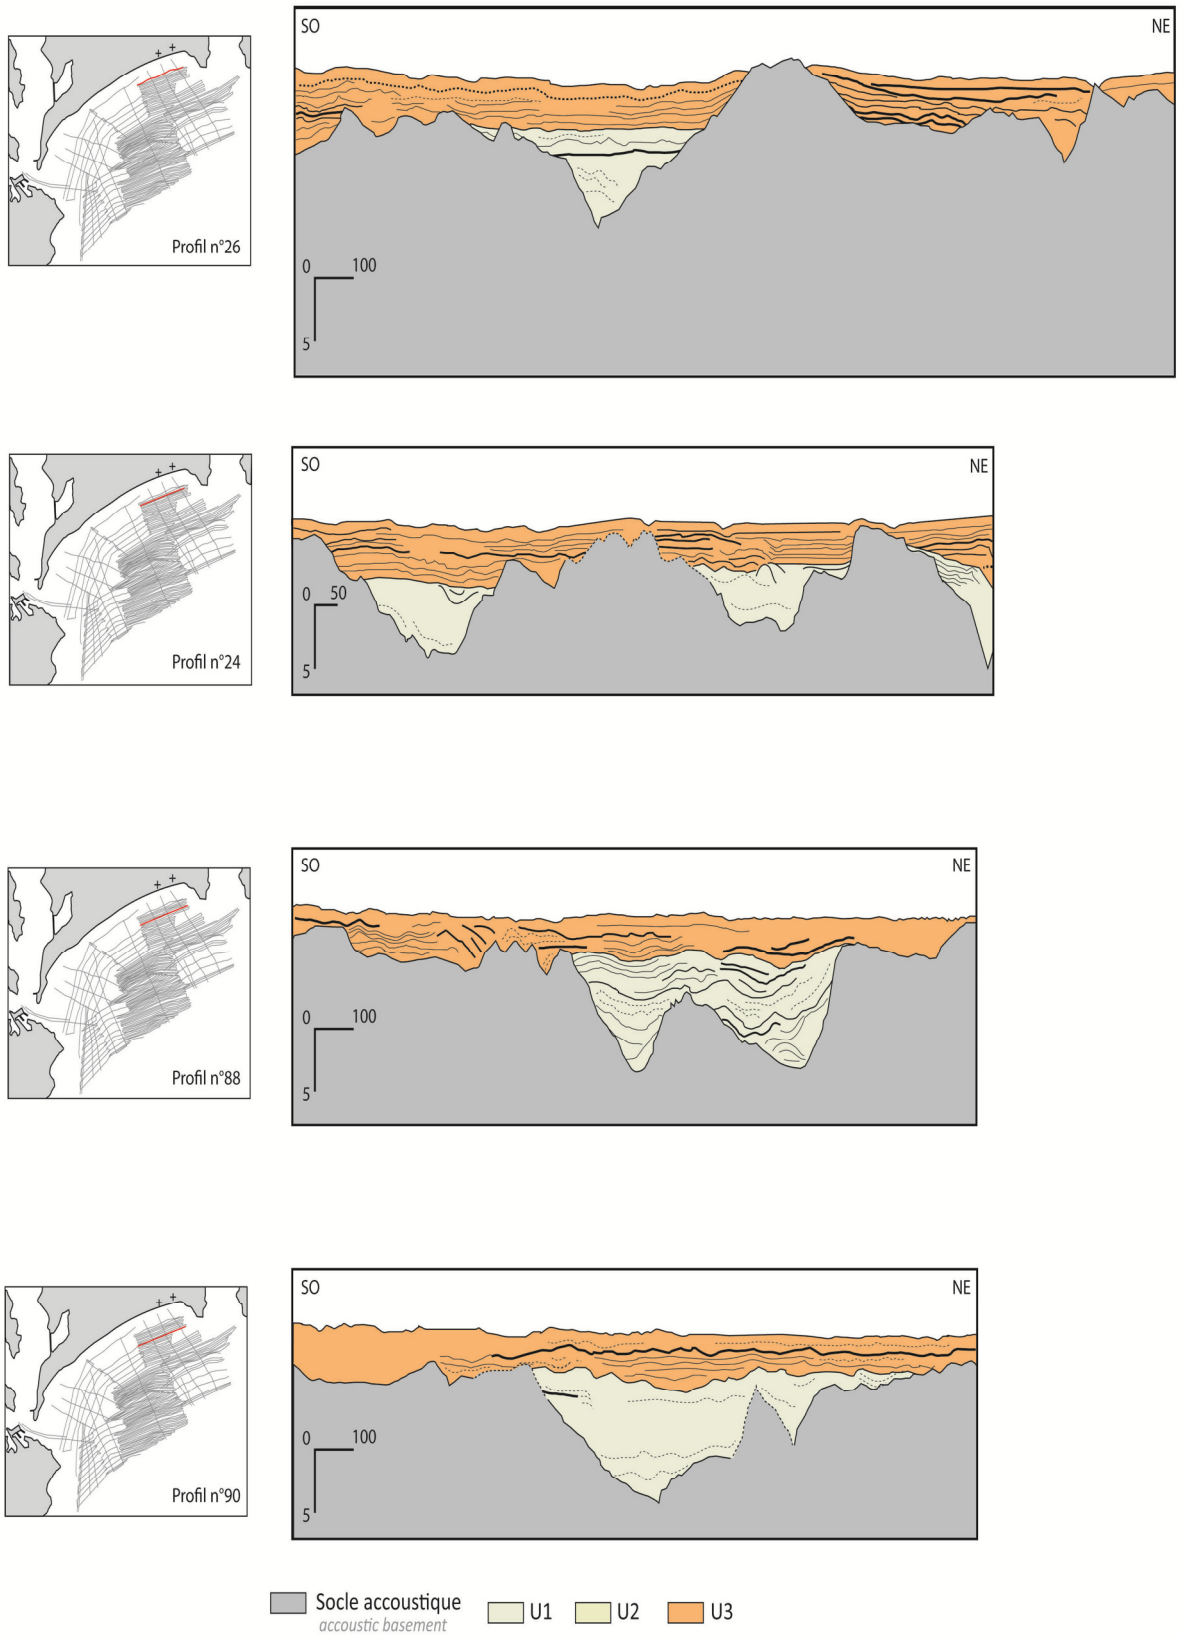 SO NE
Profil n°26
0 100
5
SO NE
Profil n°24
0 50
5
SO NE
Profil n°88
0 100
5
SO NE
Profil n°90
0 100
5
Socle accoustique U1 U2 U3
accoustic basement